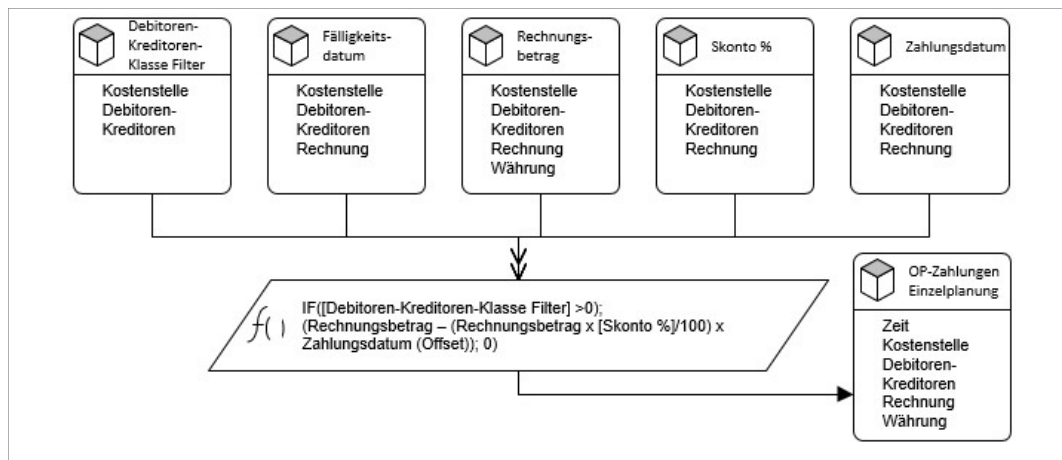 Debitoren-
Kreditoren-
Klasse Filter
Kostenstelle
Debitoren-
Kreditoren
Fälligkeits-
datum
Kostenstelle
Debitoren-
Kreditoren
Rechnung
Rechnungs-
betrag
Kostenstelle
Debitoren-
Kreditoren
Rechnung
Währung
Skonto %
Kostenstelle
Debitoren-
Kreditoren
Rechnung
Zahlungsdatum
Kostenstelle
Debitoren-
Kreditoren
Rechnung
f( )
IF([Debitoren-Kreditoren-Klasse Filter] >0);
(Rechnungsbetrag – (Rechnungsbetrag x [Skonto %]/100) x
Zahlungsdatum (Offset)); 0)
OP-Zahlungen
Einzelplanung
Zeit
Kostenstelle
Debitoren-
Kreditoren
Rechnung
Währung